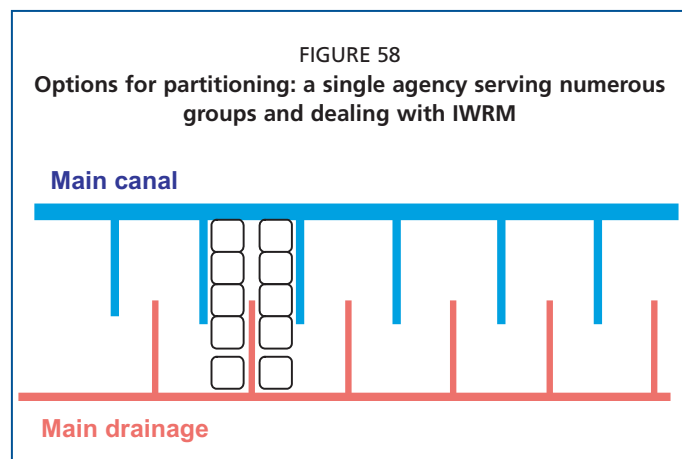 FIGURE 58
Options for partitioning: a single agency serving numerous
groups and dealing with IWRM
Main canal
Main drainage